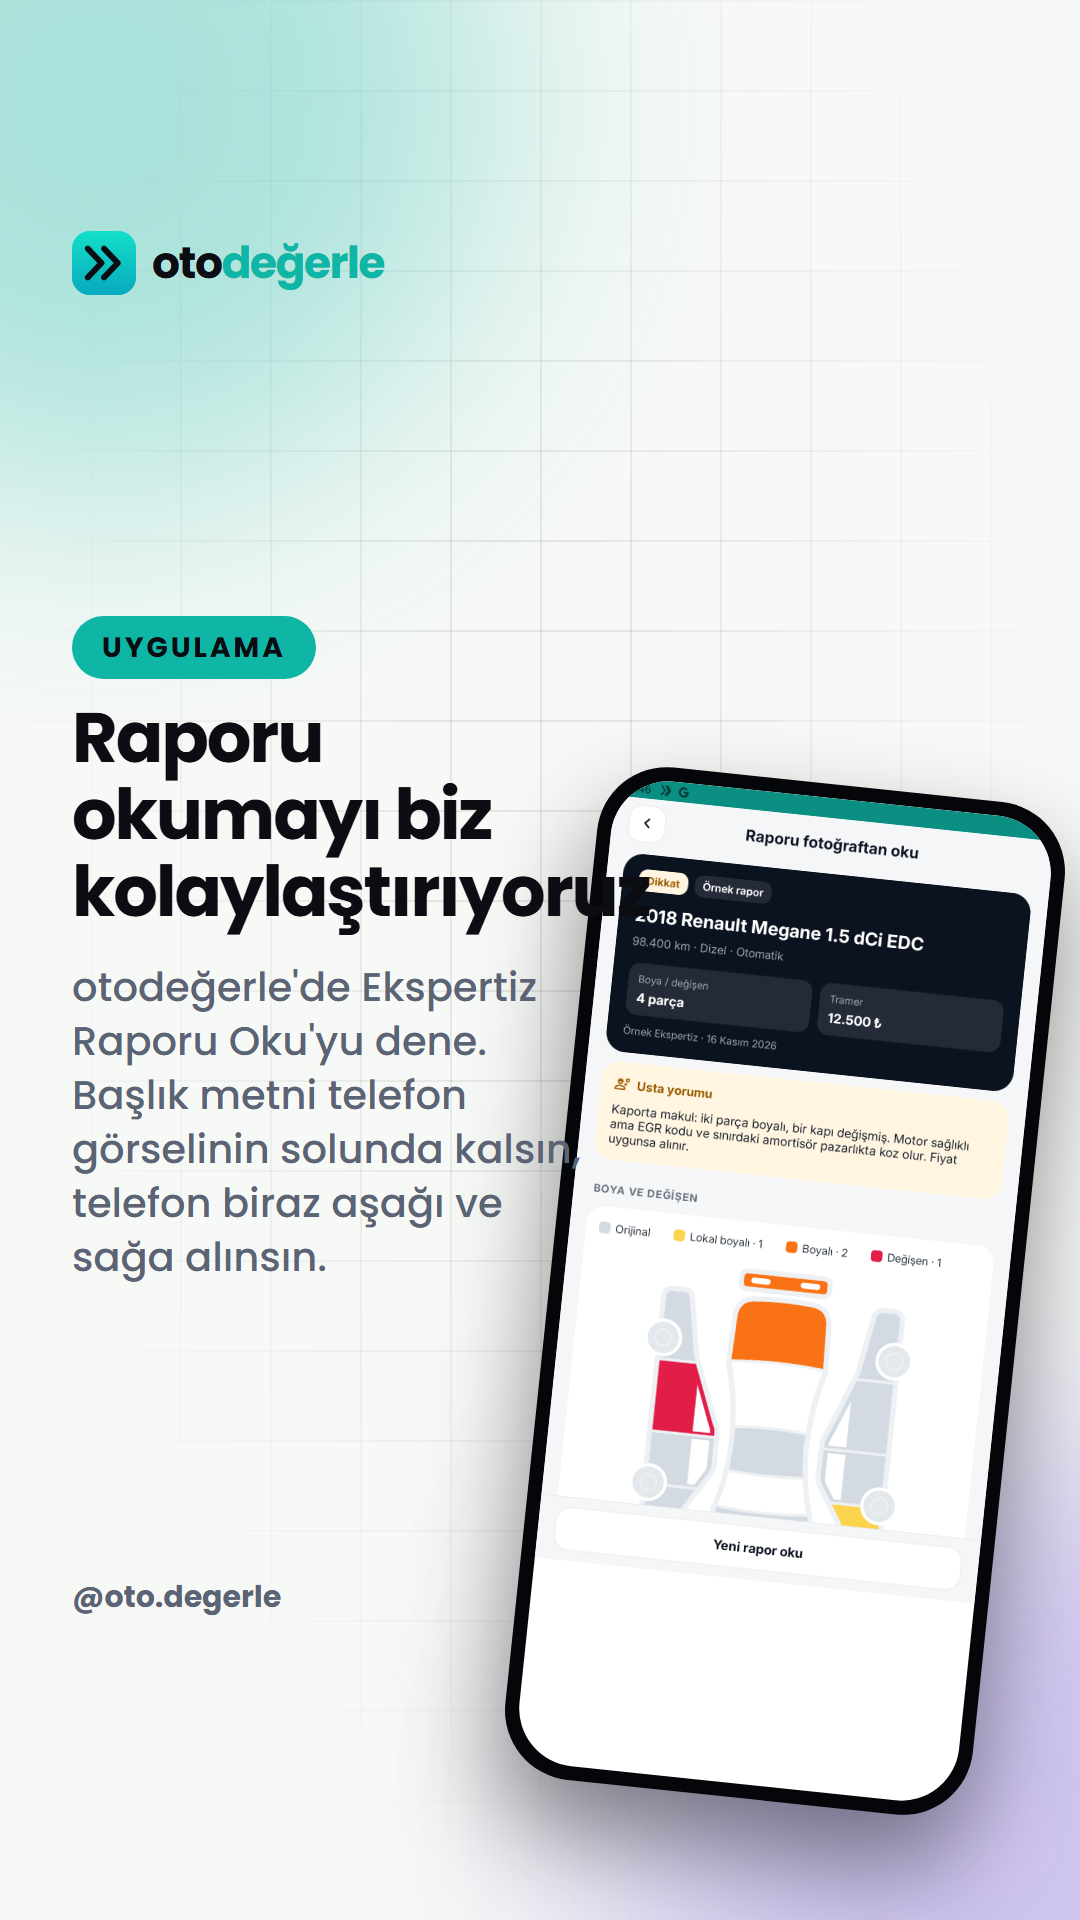 otodeğerle
UYGULAMA
Raporu
okumayı biz
kolaylaştırıyoruz
otodeğerle'de Ekspertiz
Raporu Oku'yu dene.
Başlık metni telefon
görselinin solunda kalsın,
telefon biraz aşağı ve
sağa alınsın.
@oto.degerle
G
Raporu fotoğraftan oku
Dikkat
Örnek rapor
2018 Renault Megane 1.5 dCi EDC
98.400 km · Dizel · Otomatik
Boya / değişen
4 parça
Tramer
12.500 ₺
Örnek Ekspertiz · 16 Kasım 2026
Usta yorumu
Kaporta makul: iki parça boyalı, bir kapı değişmiş. Motor sağlıklı
ama EGR kodu ve sınırdaki amortisör pazarlıkta koz olur. Fiyat
uygunsa alınır.
BOYA VE DEĞİŞEN
Orijinal
Lokal boyalı · 1
Boyalı · 2
Değişen · 1
Yeni rapor oku